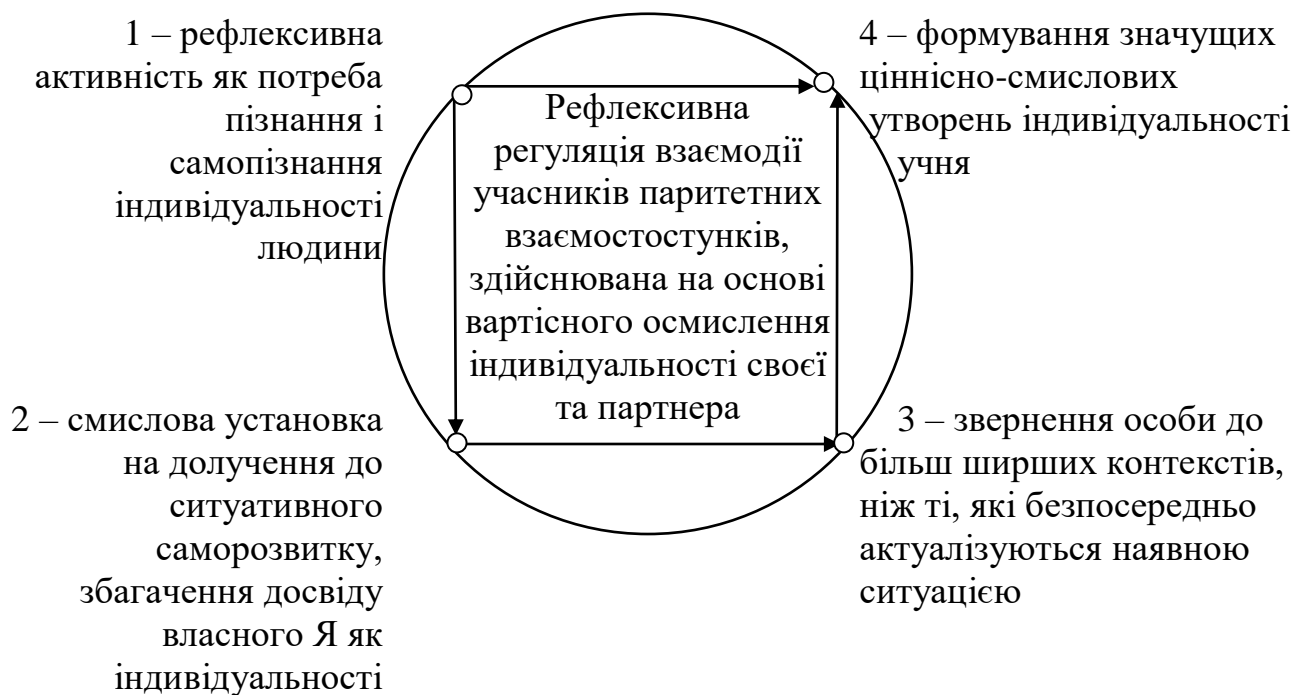 1 – рефлексивна
активність як потреба
пізнання і
самопізнання
індивідуальності
людини
4 – формування значущих
ціннісно-смислових
утворень індивідуальності
учня
Рефлексивна
регуляція взаємодії
учасників паритетних
взаємостостунків,
здійснювана на основі
вартісного осмислення
індивідуальності своєї
та партнера
2 – смислова установка
на долучення до
ситуативного
саморозвитку,
збагачення досвіду
власного Я як
індивідуальності
3 – звернення особи до
більш ширших контекстів,
ніж ті, які безпосередньо
актуалізуються наявною
ситуацією